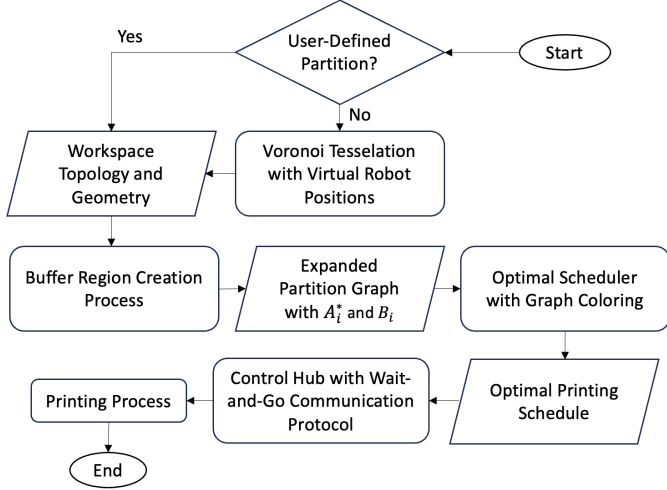 Yes
User-Defined
Partition?
Start
No
Workspace
Topology and
Geometry
Voronoi Tesselation
with Virtual Robot
Positions
Buffer Region Creation
Process
Expanded
Partition Graph
with $A_i^*$ and $B_i$
Optimal Scheduler
with Graph Coloring
Printing Process
Control Hub with Wait-
and-Go Communication
Protocol
Optimal Printing
Schedule
End